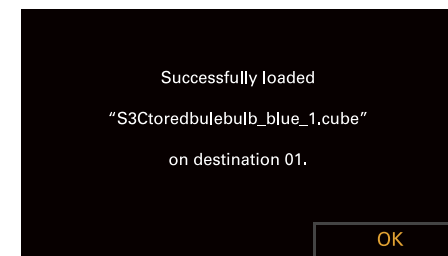 Successfully loaded
“S3Ctoredbulebulb_blue_1.cube”
on destination 01.
OK